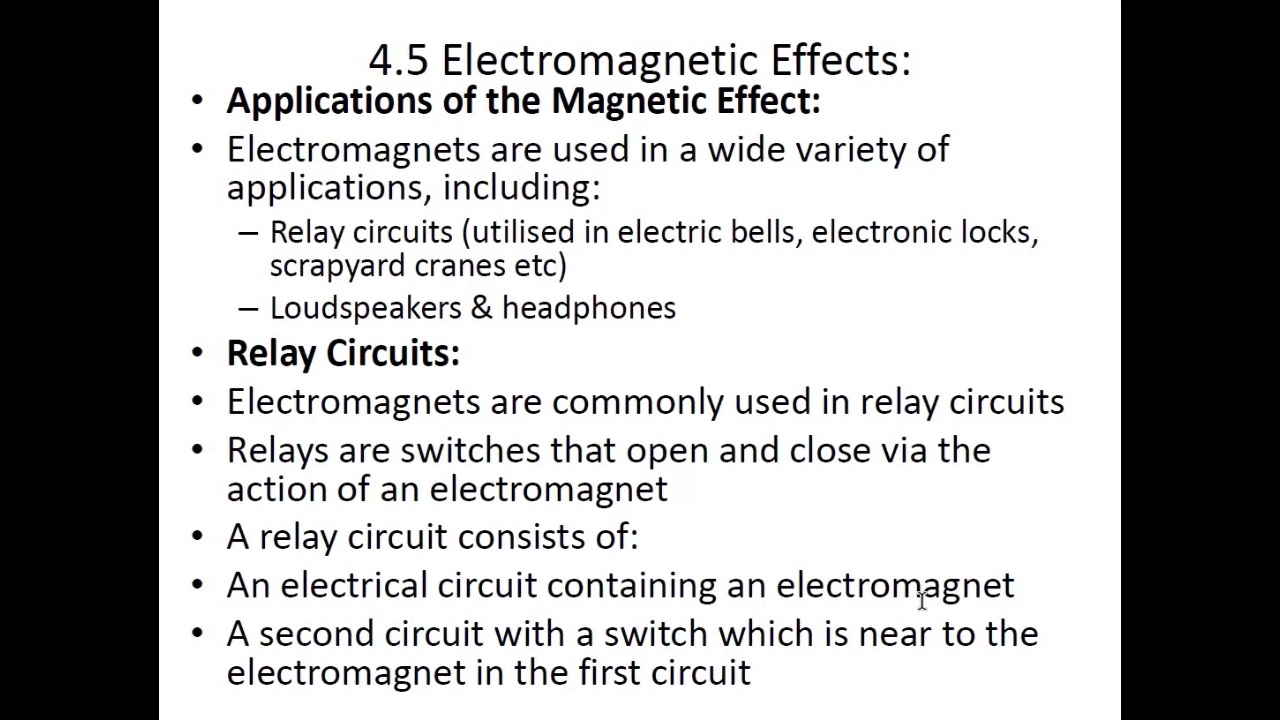 4.5 Electromagnetic Effects:
• Applications of the Magnetic Effect:
• Electromagnets are used in a wide variety of
applications, including:
– Relay circuits (utilised in electric bells, electronic locks,
scrapyard cranes etc)
– Loudspeakers & headphones
• Relay Circuits:
• Electromagnets are commonly used in relay circuits
• Relays are switches that open and close via the
action of an electromagnet
• A relay circuit consists of:
• An electrical circuit containing an electromagnet
• A second circuit with a switch which is near to the
electromagnet in the first circuit